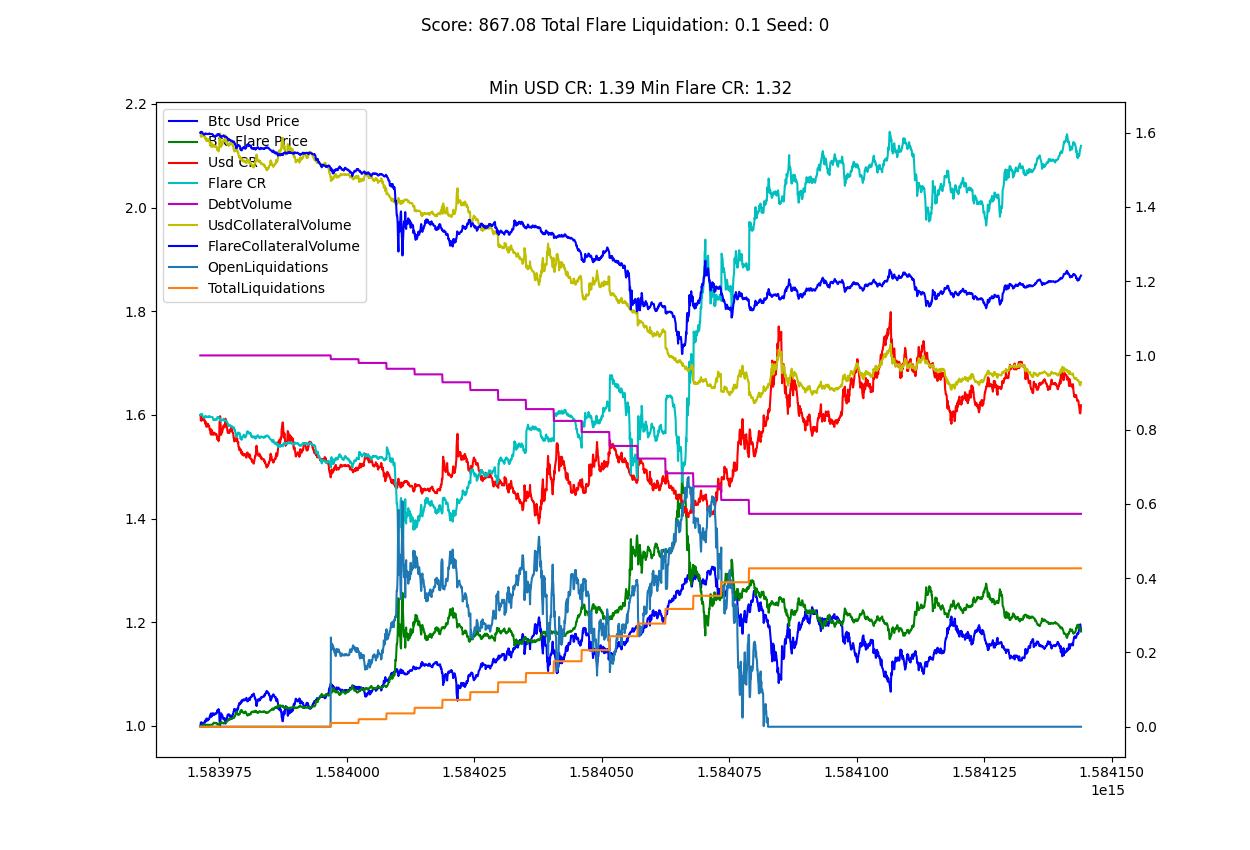 Score: 867.08 Total Flare Liquidation: 0.1 Seed: 0
Min USD CR: 1.39 Min Flare CR: 1.32
Btc Usd Price
Btc Flare Price
Usd CR
Flare CR
DebtVolume
UsdCollateralVolume
FlareCollateralVolume
OpenLiquidations
TotalLiquidations
2.2
2.0
1.8
1.6
1.4
1.2
1.0
1.6
1.4
1.2
1.0
0.8
0.6
0.4
0.2
0.0
1.583975 1.584000 1.584025 1.584050 1.584075 1.584100 1.584125 1.584150
1e15